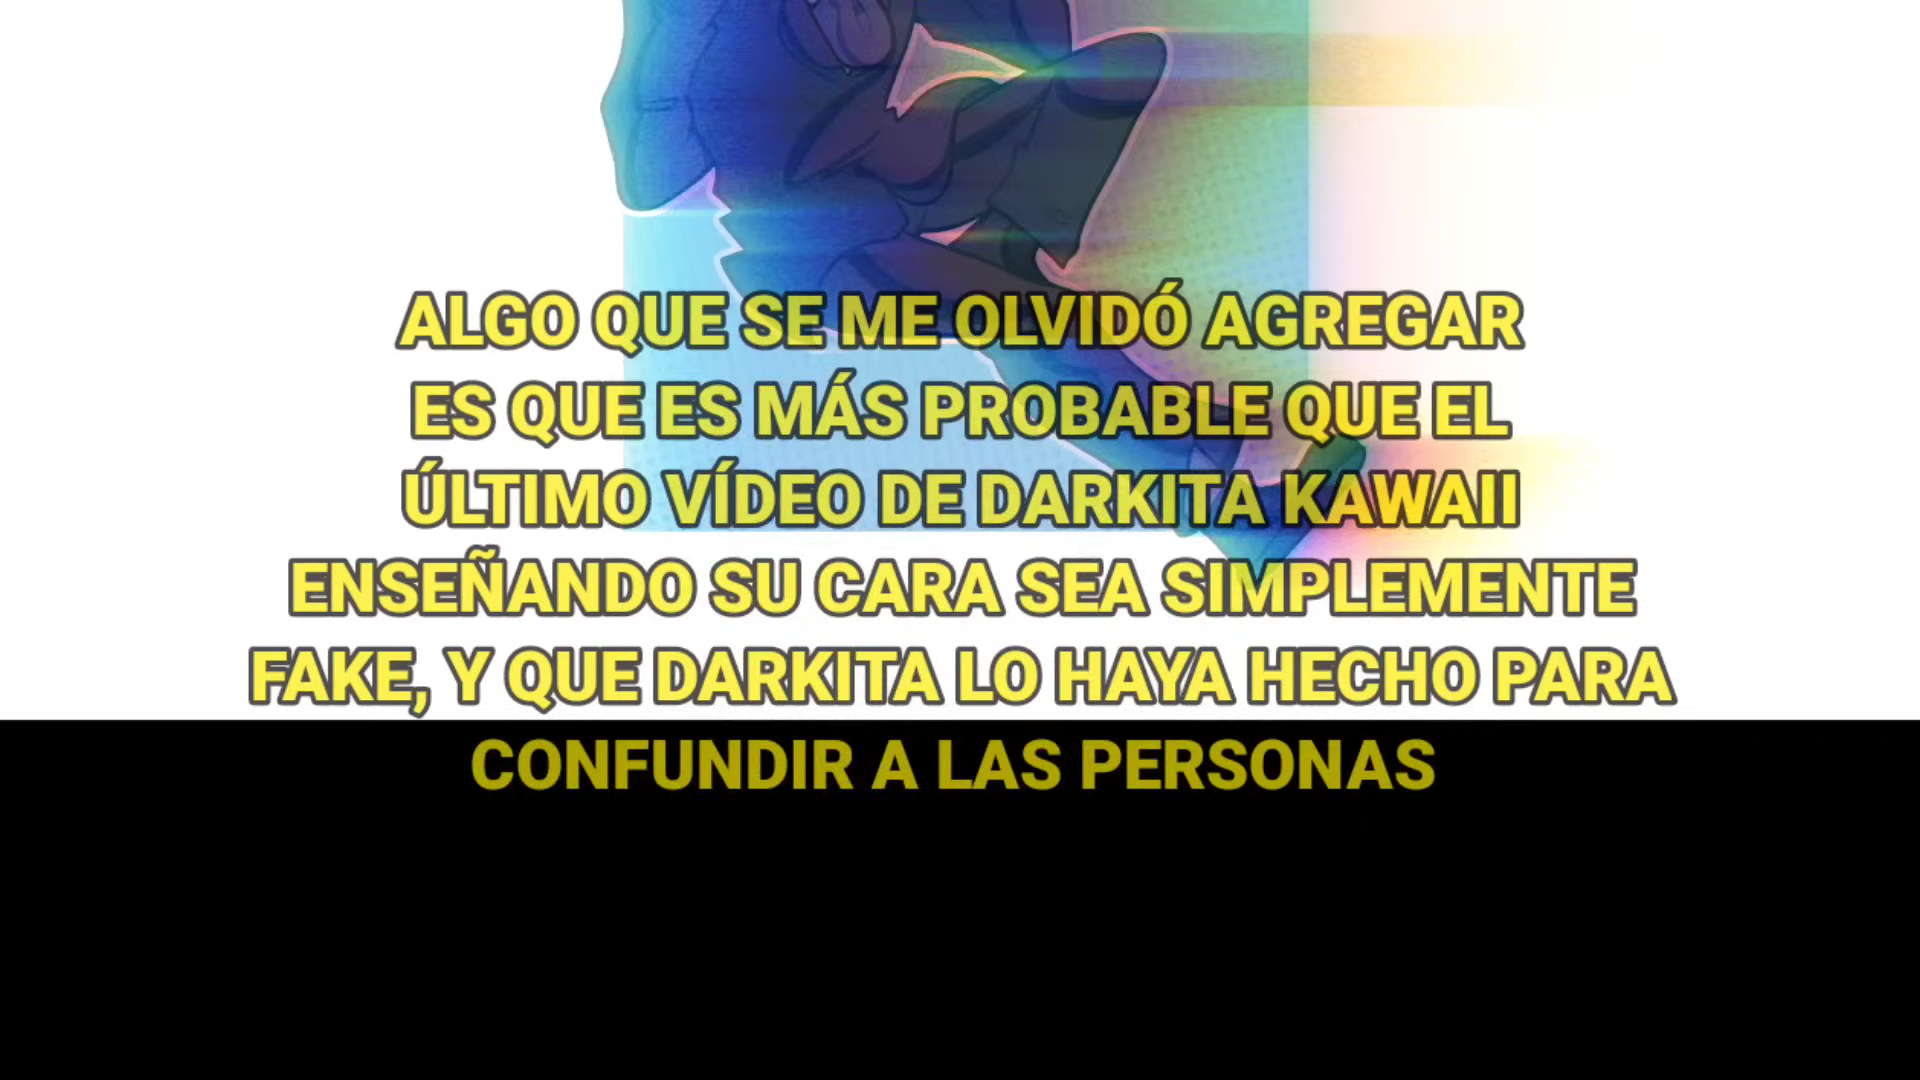 ALGO QUE SE ME OLVIDÓ AGREGAR
ES QUE ES MÁS PROBABLE QUE EL
ÚLTIMO VÍDEO DE DARKITA KAWAII
ENSEÑANDO SU CARA SEA SIMPLEMENTE
FAKE, Y QUE DARKITA LO HAYA HECHO PARA
CONFUNDIR A LAS PERSONAS